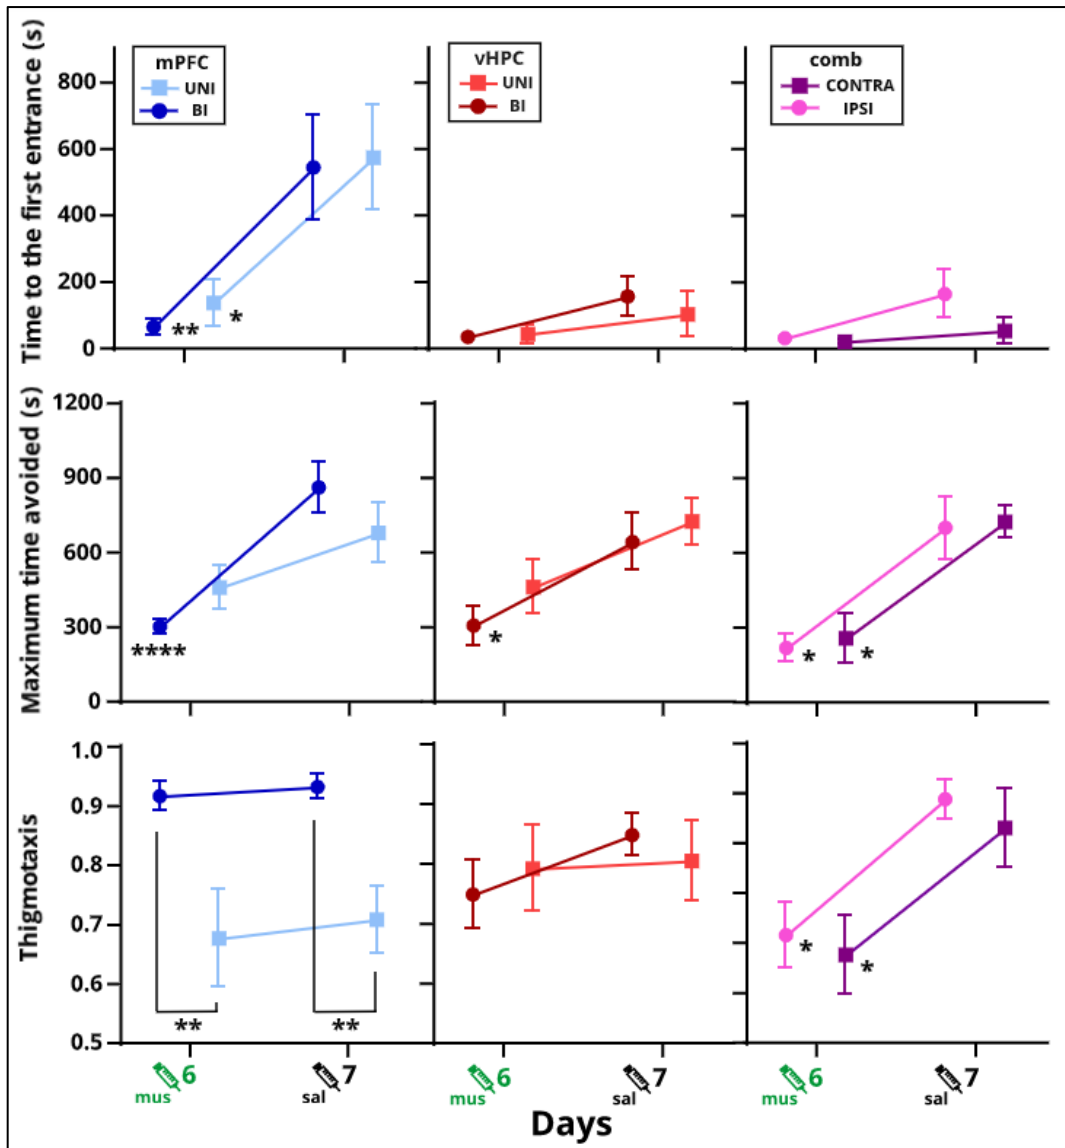 Time to the first entrance (s)
800
600
400
200
0
mPFC
UNI
BI
**
*
vHPC
UNI
BI
comb
CONTRA
IPSI
Maximum time avoided (s)
1200
900
600
300
0
****
*
*
*
Thigmotaxis
1.0
0.9
0.8
0.7
0.6
0.5
**
**
*
*
6
mus
7
sal
6
mus
7
sal
6
mus
7
sal
Days